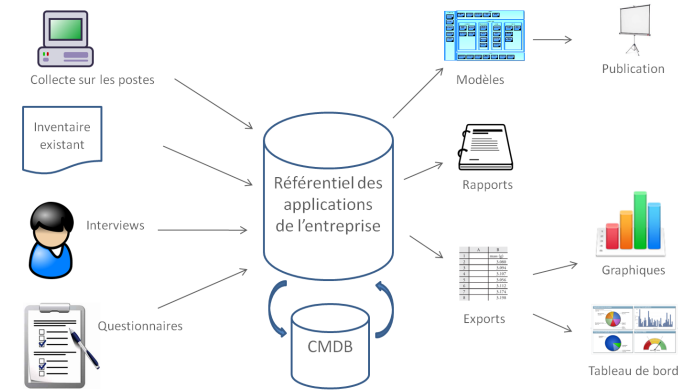 Collecte sur les postes
Inventaire
existant
Interviews
Questionnaires
Référentiel des
applications
de l'entreprise
CMDB
Modèles
Publication
Rapports
Exports
Graphiques
Tableau de bord
A B